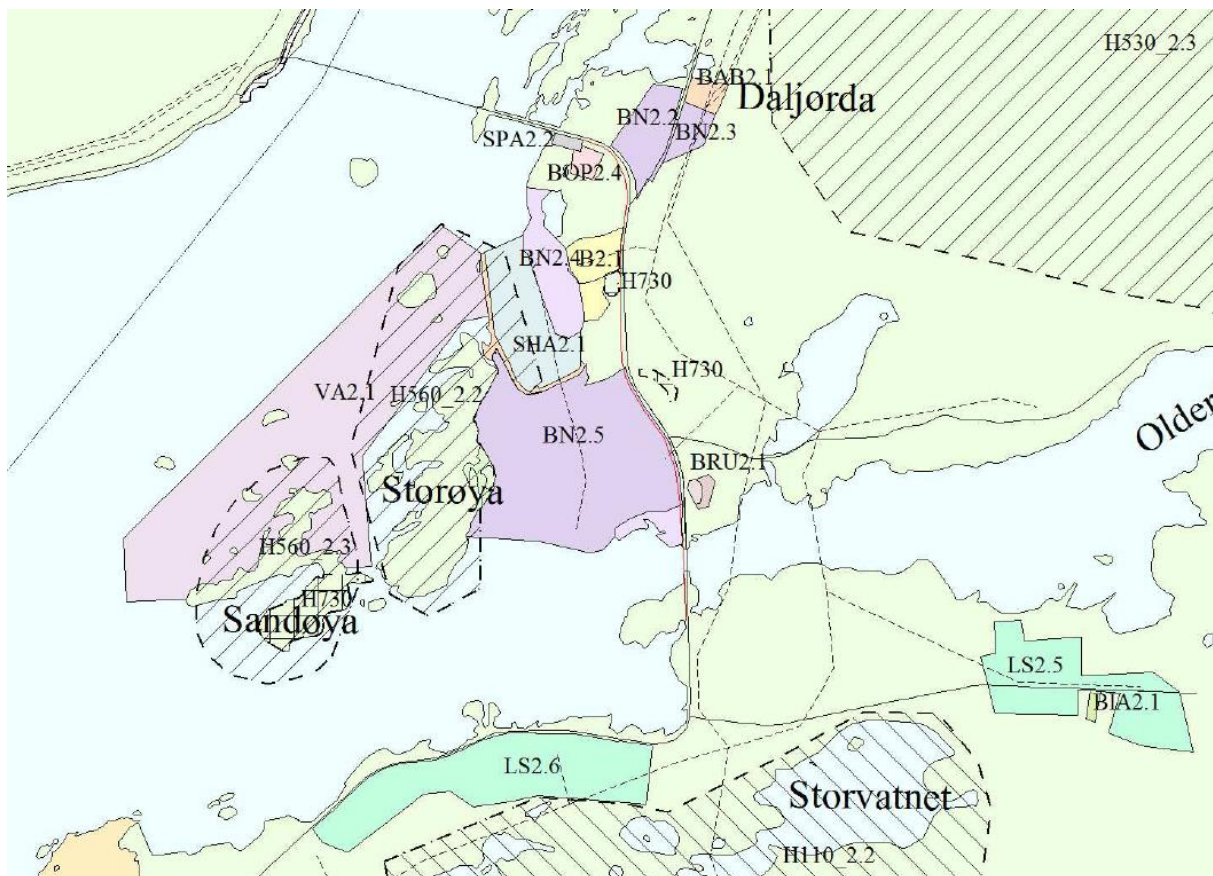 H530_2.3
BAB2.1
Daljorda
BN2.2
BN2.3
SPA2.2
BOP2.4
BN2.4
B2.1
H730
SHA2.1
H730
VA2.1
H560_2.2
Older
BN2.5
BRU2.1
Storøya
H560_2.3
H730
Sandøya
LS2.5
BIA2.1
LS2.6
Storvatnet
H110_2.2